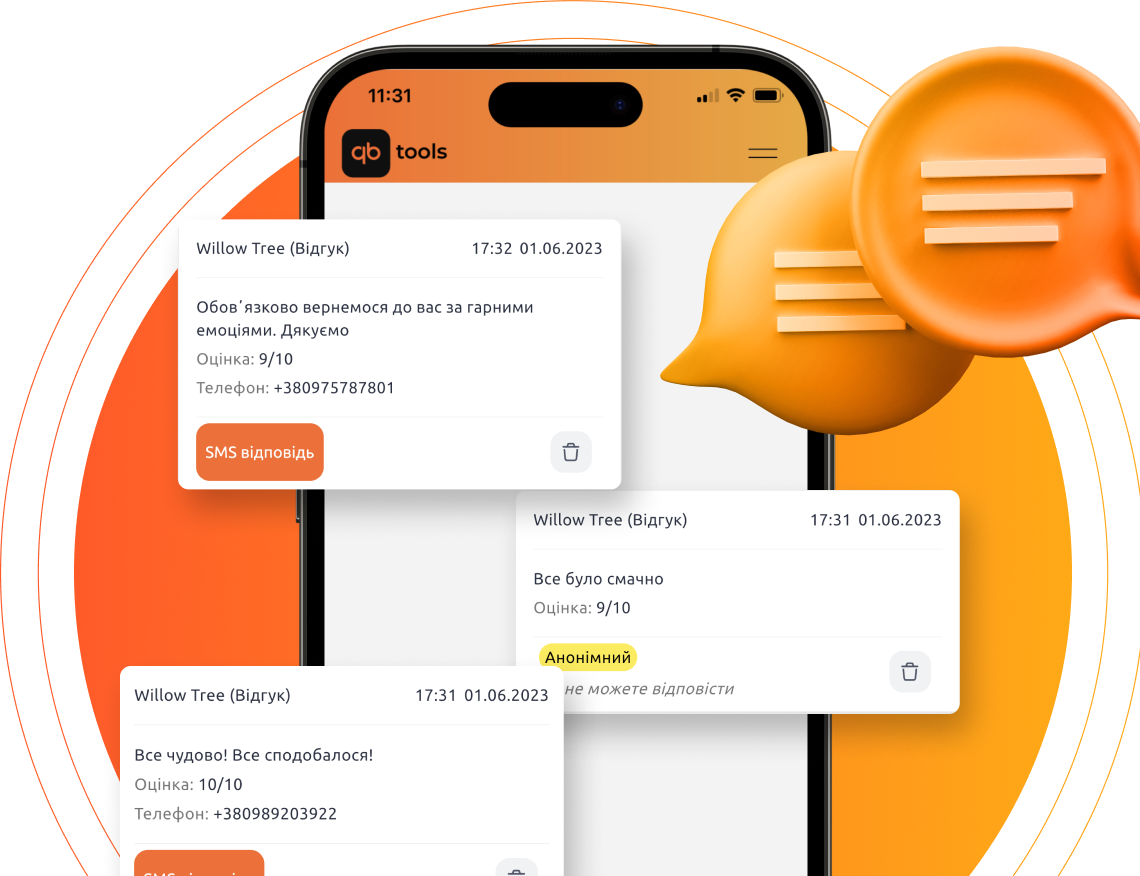 11:31
qb tools
Willow Tree (Відгук) 17:32 01.06.2023
Обов’язково вернемося до вас за гарними
емоціями. Дякуємо
Оцінка: 9/10
Телефон: +380975787801
SMS відповідь
Willow Tree (Відгук) 17:31 01.06.2023
Все було смачно
Оцінка: 9/10
Анонімний
не можете відповісти
Willow Tree (Відгук) 17:31 01.06.2023
Все чудово! Все сподобалося!
Оцінка: 10/10
Телефон: +380989203922